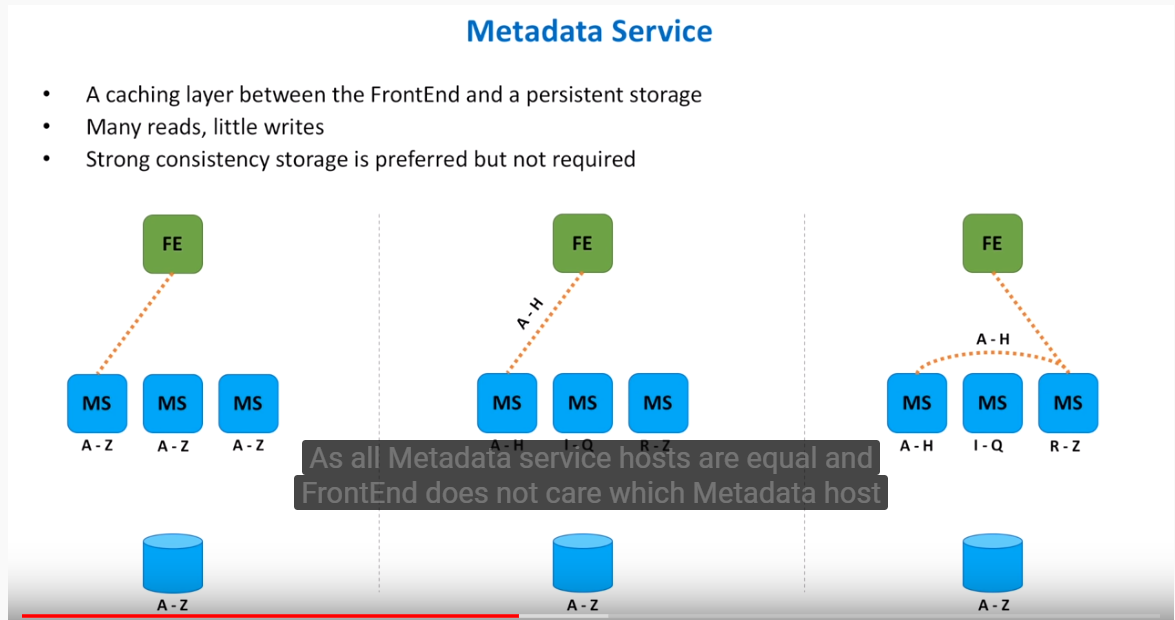 Metadata Service
• A caching layer between the FrontEnd and a persistent storage
• Many reads, little writes
• Strong consistency storage is preferred but not required
FE
FE
FE
A - H
A - H
MS MS MS
MS MS MS
MS MS MS
A - Z A - Z A - Z
A - H I - Q R - Z
A - H I - Q R - Z
As all Metadata service hosts are equal and
FrontEnd does not care which Metadata host
A - Z
A - Z
A - Z